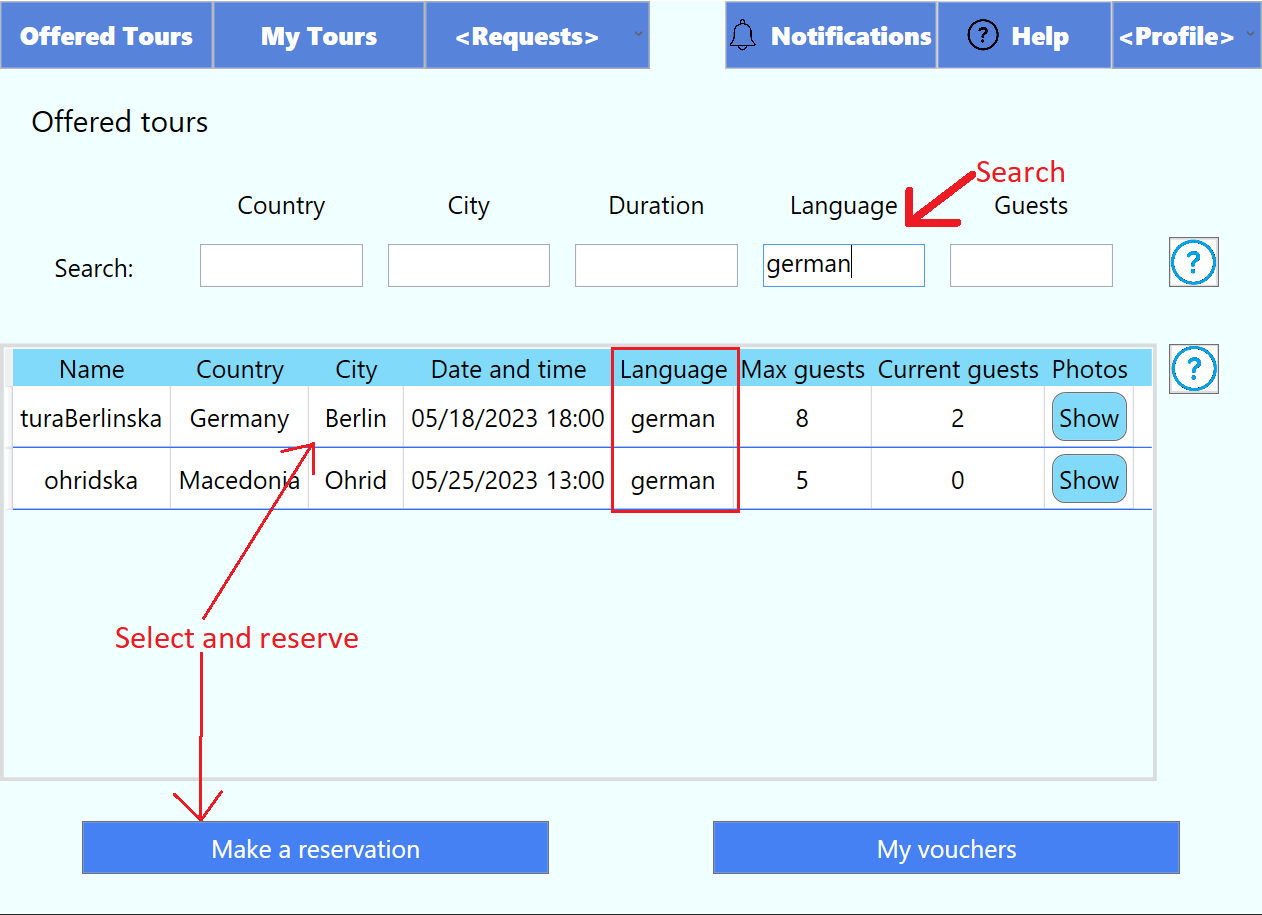 Offered Tours My Tours <Requests> Notifications ? Help <Profile>
Offered tours
Search
Country City Duration Language Guests
Search: german ?
Name Country City Date and time Language Max guests Current guests Photos ?
turaBerlinska Germany Berlin 05/18/2023 18:00 german 8 2 Show
ohridska Macedonia Ohrid 05/25/2023 13:00 german 5 0 Show
Select and reserve
Make a reservation My vouchers